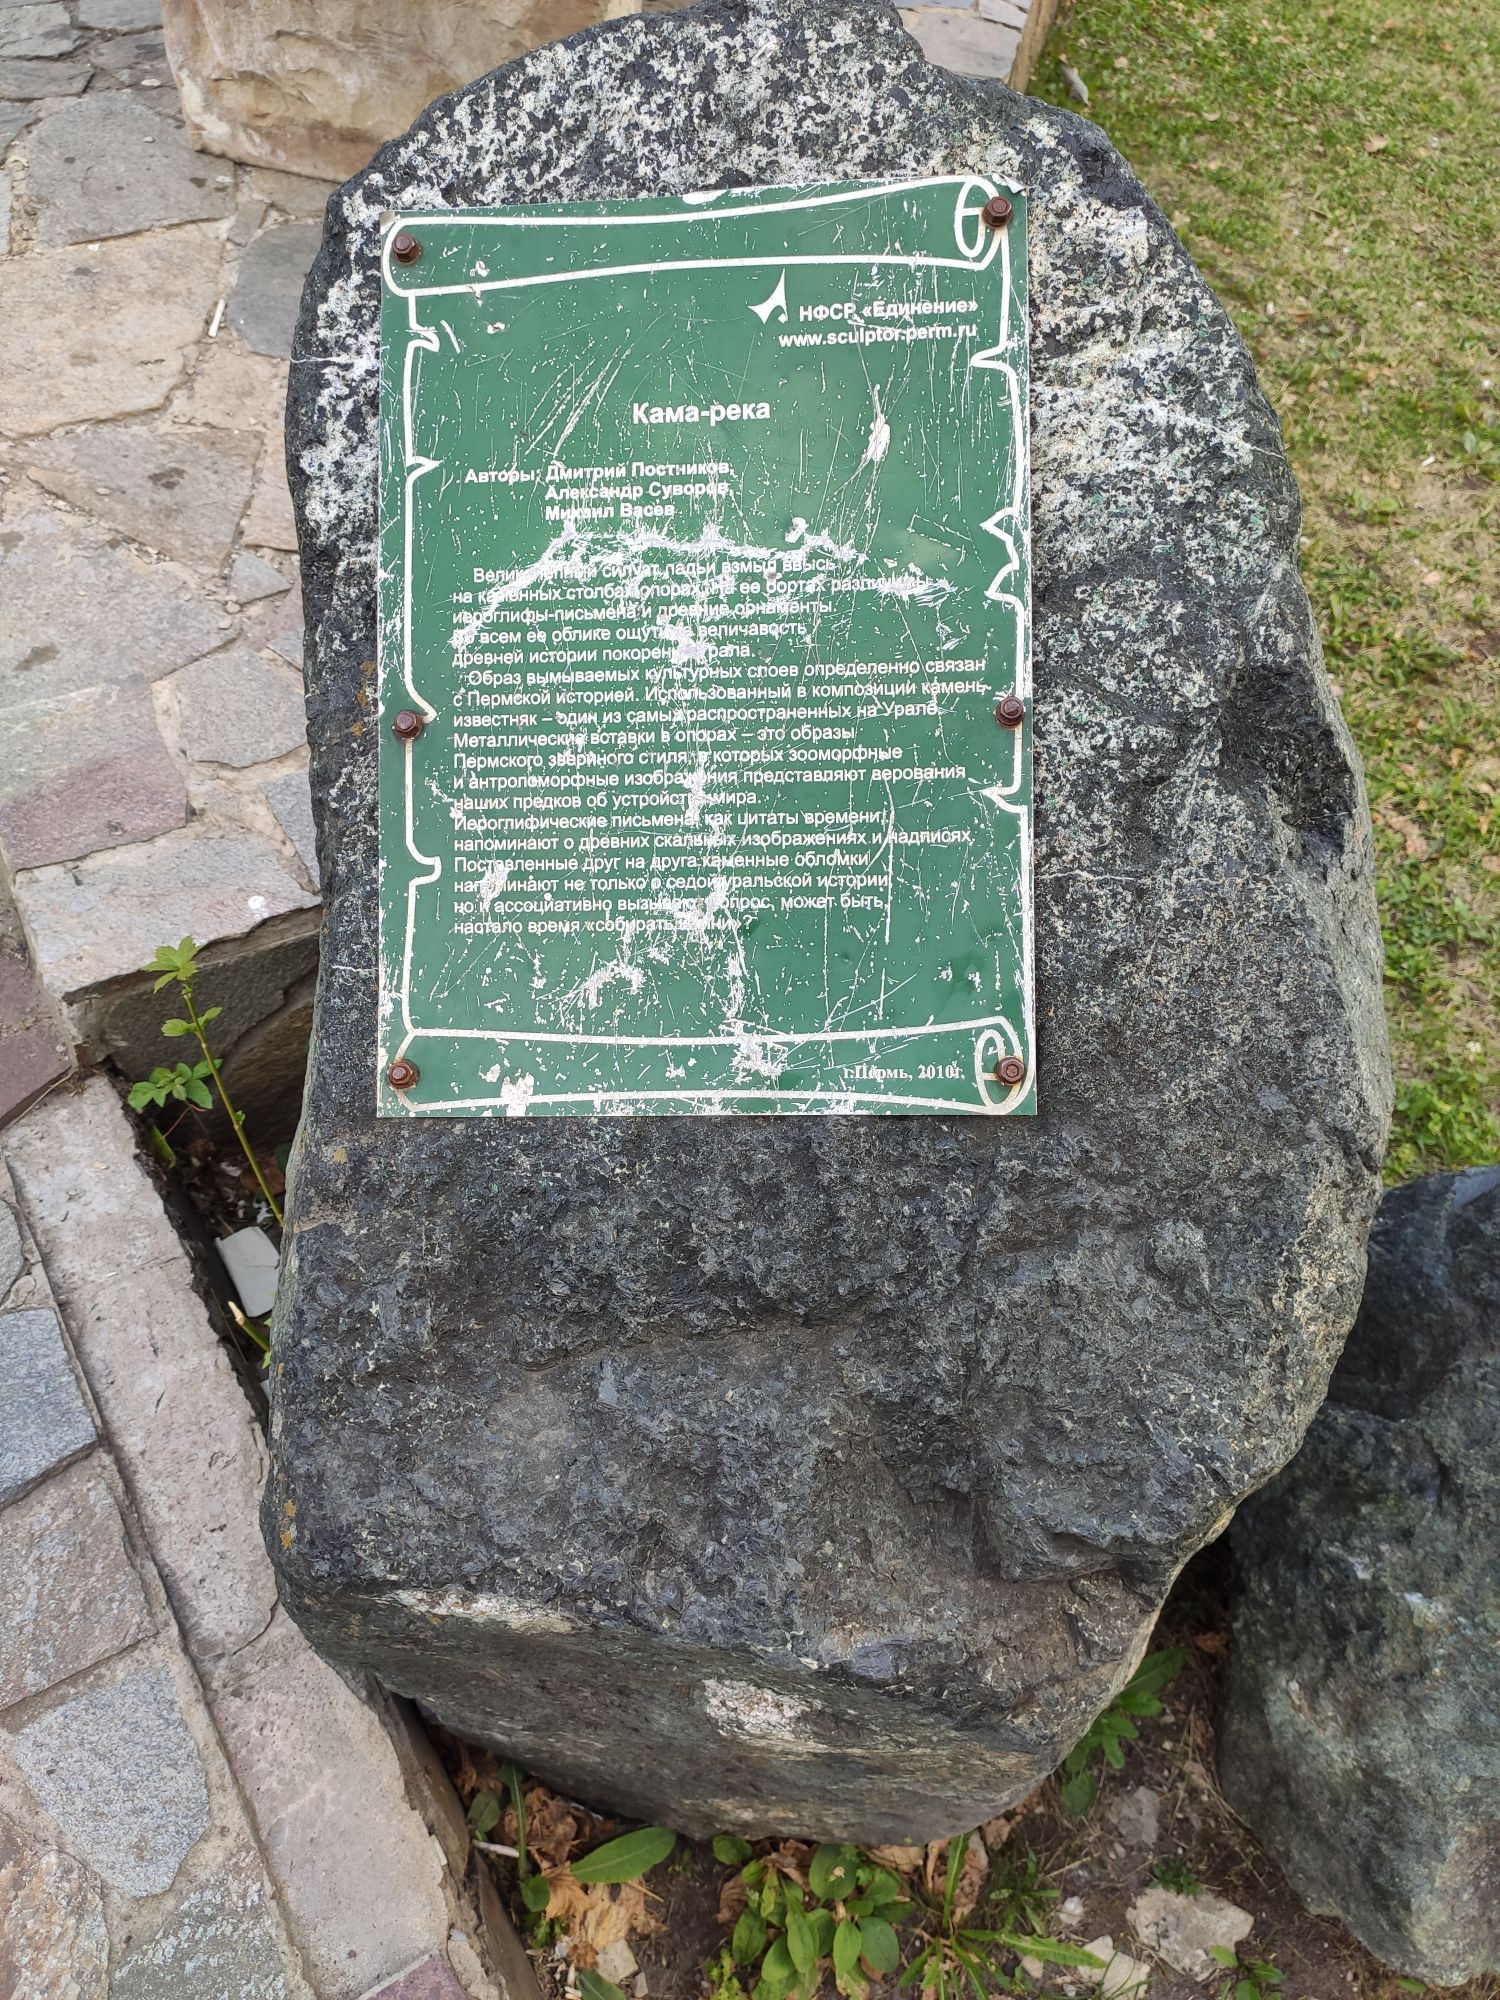 НФСР «Единение»
www.sculptor.perm.ru
Кама-река
Авторы: Дмитрий Постников,
Александр Суворов,
Михаил Васёв
силуэт ладьи взмыл ввысь
на каменных столбах опорах. На ее бортах различимы
иероглифы-письмена и древние орнаменты.
Во всем ее облике ощутима величавость
древней истории покорения Урала.
Образ вымываемых культурных слоев определенно связан
с Пермской историей. Использованный в композиции камень
известняк – один из самых распространенных на Урале.
Металлические вставки в опорах – это образы
Пермского звериного стиля, в которых зооморфные
и антропоморфные изображения представляют верования
наших предков об устройстве мира.
Иероглифические письмена, как цитаты времени,
напоминают о древних скальных изображениях и надписях.
Поставленные друг на друга каменные обломки
напоминают не только о седой уральской истории,
но и ассоциативно вызывают вопрос, может быть,
настало время «собирать камни»?
г.Пермь, 2010г.